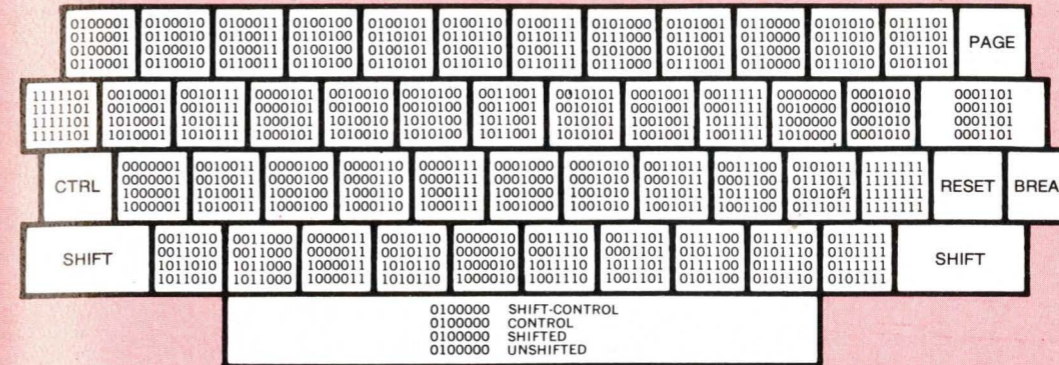 0100001 0100010 0100011 0100100 0100101 0100110 0100111 0101000 0101001 0110000 0101010 0111101
0110001 0110010 0110011 0110100 0110101 0110110 0110111 0111000 0111001 0110000 0111010 0101101 PAGE
0100001 0100010 0100011 0100100 0100101 0100110 0100111 0101000 0101001 0110000 0101010 0111101
0110001 0110010 0110011 0110100 0110101 0110110 0110111 0111000 0111001 0110000 0111010 0101101
1111101 0010001 0010111 0000101 0010010 0010100 0011001 0010101 0001001 0011111 0000000 0001010 0001101
1111101 0010001 0010111 0000101 0010010 0010100 0011001 0010101 0001001 0001111 0010000 0001010 0001101
1111101 1010001 1010111 1000101 1010010 1010100 1011001 1010101 1001001 1011111 1000000 0001010 0001101
1111101 1010001 1010111 1000101 1010010 1010100 1011001 1010101 1001001 1001111 1010000 0001010 0001101
0000001 0010011 0000100 0000110 0000111 0001000 0001010 0011011 0011100 0101011 1111111
CTRL 0000001 0010011 0000100 0000110 0000111 0001000 0001010 0001011 0001100 0111011 1111111 RESET BREA
1000001 1010011 1000100 1000110 1000111 1001000 1001010 1011011 1011100 0101011 1111111
1000001 1010011 1000100 1000110 1000111 1001000 1001010 1001011 1001100 0111011 1111111
0011010 0011000 0000011 0010110 0000010 0011110 0011101 0111100 0111110 0111111
SHIFT 0011010 0011000 0000011 0010110 0000010 0001110 0001101 0101100 0101110 0101111 SHIFT
1011010 1011000 1000011 1010110 1000010 1011110 1011101 0111100 0111110 0111111
1011010 1011000 1000011 1010110 1000010 1001110 1001101 0101100 0101110 0101111
0100000 SHIFT-CONTROL
0100000 CONTROL
0100000 SHIFTED
0100000 UNSHIFTED